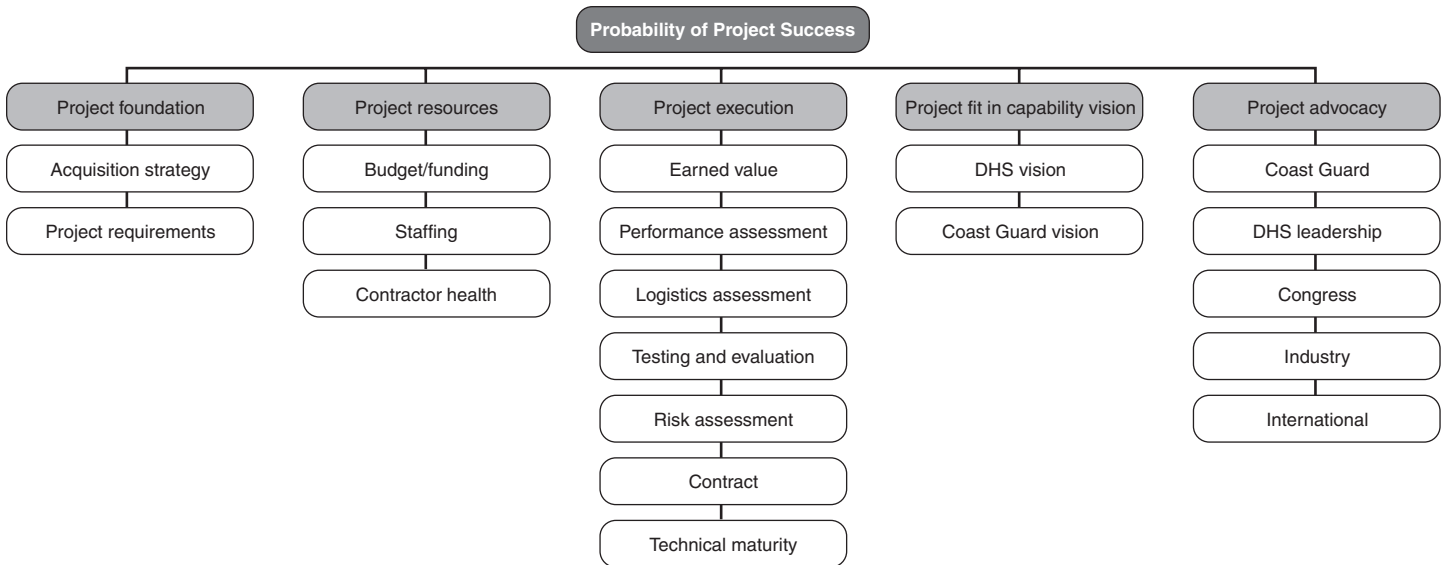 Probability of Project Success
Project foundation
Acquisition strategy
Project requirements
Project resources
Budget/funding
Staffing
Contractor health
Project execution
Earned value
Performance assessment
Logistics assessment
Testing and evaluation
Risk assessment
Contract
Technical maturity
Project fit in capability vision
DHS vision
Coast Guard vision
Project advocacy
Coast Guard
DHS leadership
Congress
Industry
International